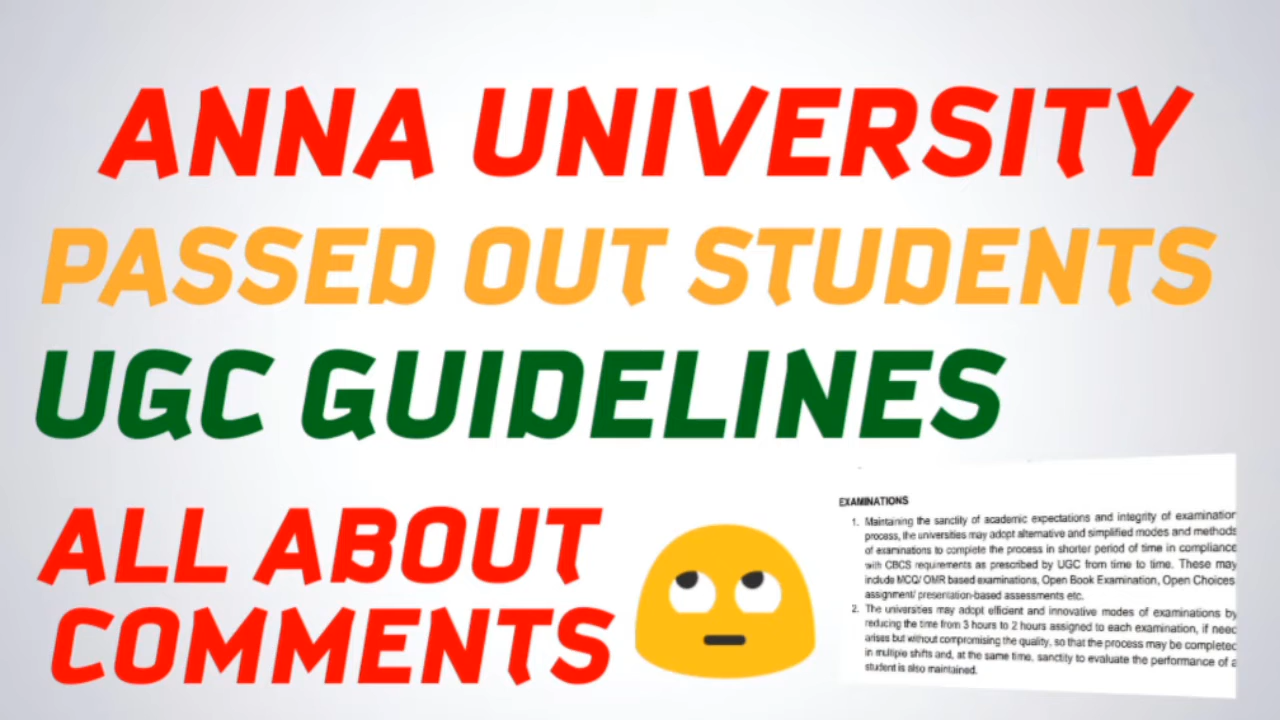 ANNA UNIVERSITY
PASSED OUT STUDENTS
UGC GUIDELINES
ALL ABOUT
COMMENTS
EXAMINATIONS
1. Maintaining the sanctity of academic expectations and integrity of examination
process, the universities may adopt alternative and simplified modes and methods
of examinations to complete the process in shorter period of time in compliance
with CBCS requirements as prescribed by UGC from time to time. These may
include MCQ/ OMR based examinations, Open Book Examination, Open Choices
assignment/ presentation-based assessments etc.
2. The universities may adopt efficient and innovative modes of examinations by
reducing the time from 3 hours to 2 hours assigned to each examination, if need
arises but without compromising the quality, so that the process may be completed
in multiple shifts and, at the same time, sanctity to evaluate the performance of a
student is also maintained.